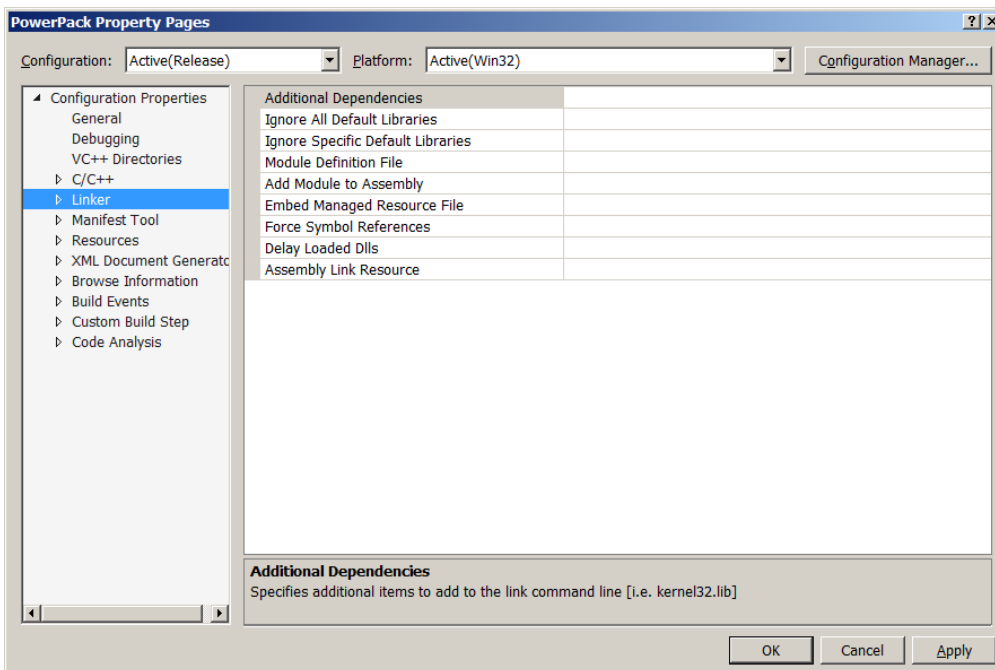 PowerPack Property Pages
Configuration: Active(Release) Platform: Active(Win32) Configuration Manager...
Configuration Properties
General
Debugging
VC++ Directories
C/C++
Linker
Manifest Tool
Resources
XML Document Generato
Browse Information
Build Events
Custom Build Step
Code Analysis
Additional Dependencies
Ignore All Default Libraries
Ignore Specific Default Libraries
Module Definition File
Add Module to Assembly
Embed Managed Resource File
Force Symbol References
Delay Loaded Dlls
Assembly Link Resource
Additional Dependencies
Specifies additional items to add to the link command line [i.e. kernel32.lib]
OK Cancel Apply